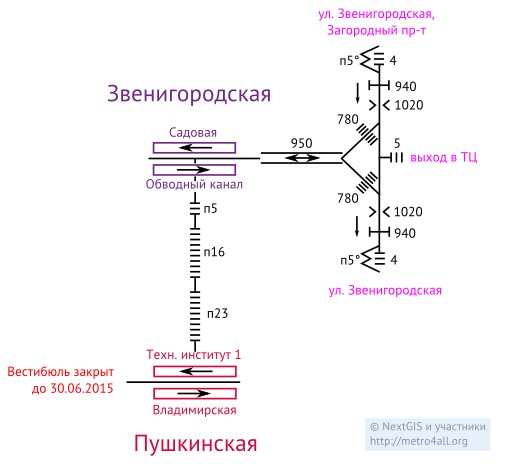 ул. Звенигородская,
Загородный пр-т
п5° 4
940
1020
Звенигородская
780
Садовая
950
5
выход в ТЦ
Обводный канал
780
п5
1020
940
п16
п5° 4
ул. Звенигородская
п23
Техн. институт 1
Вестибюль закрыт
до 30.06.2015
Владимирская
Пушкинская
© NextGIS и участники
http://metro4all.org